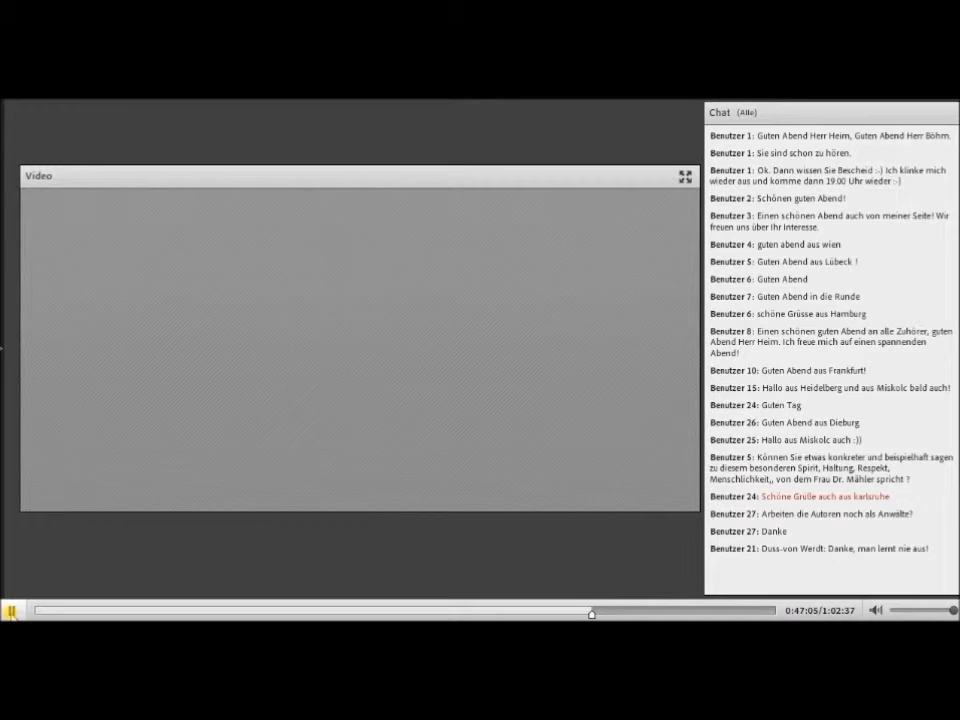 Chat (Alle)
Benutzer 1: Guten Abend Herr Heim, Guten Abend Herr Böhm.
Benutzer 1: Sie sind schon zu hören.
Benutzer 1: Ok. Dann wissen Sie Bescheid :-) Ich klinke mich
wieder aus und komme dann 19.00 Uhr wieder :-)
Video
Benutzer 2: Schönen guten Abend!
Benutzer 3: Einen schönen Abend auch von meiner Seite! Wir
freuen uns über Ihr Interesse.
Benutzer 4: guten abend aus wien
Benutzer 5: Guten Abend aus Lübeck !
Benutzer 6: Guten Abend
Benutzer 7: Guten Abend in die Runde
Benutzer 6: schöne Grüsse aus Hamburg
Benutzer 8: Einen schönen guten Abend an alle Zuhörer, guten
Abend Herr Heim. Ich freue mich auf einen spannenden
Abend!
Benutzer 10: Guten Abend aus Frankfurt!
Benutzer 15: Hallo aus Heidelberg und aus Miskolc bald auch!
Benutzer 24: Guten Tag
Benutzer 26: Guten Abend aus Dieburg
Benutzer 25: Hallo aus Miskolc auch :))
Benutzer 5: Können Sie etwas konkreter und beispielhaft sagen
zu diesem besonderen Spirit, Haltung, Respekt,
Menschlichkeit,, von dem Frau Dr. Mähler spricht ?
Benutzer 24: Schöne Grüße auch aus karlsruhe
Benutzer 27: Arbeiten die Autoren noch als Anwälte?
Benutzer 27: Danke
Benutzer 21: Duss-von Werdt: Danke, man lernt nie aus!
0:47:05/1:02:37